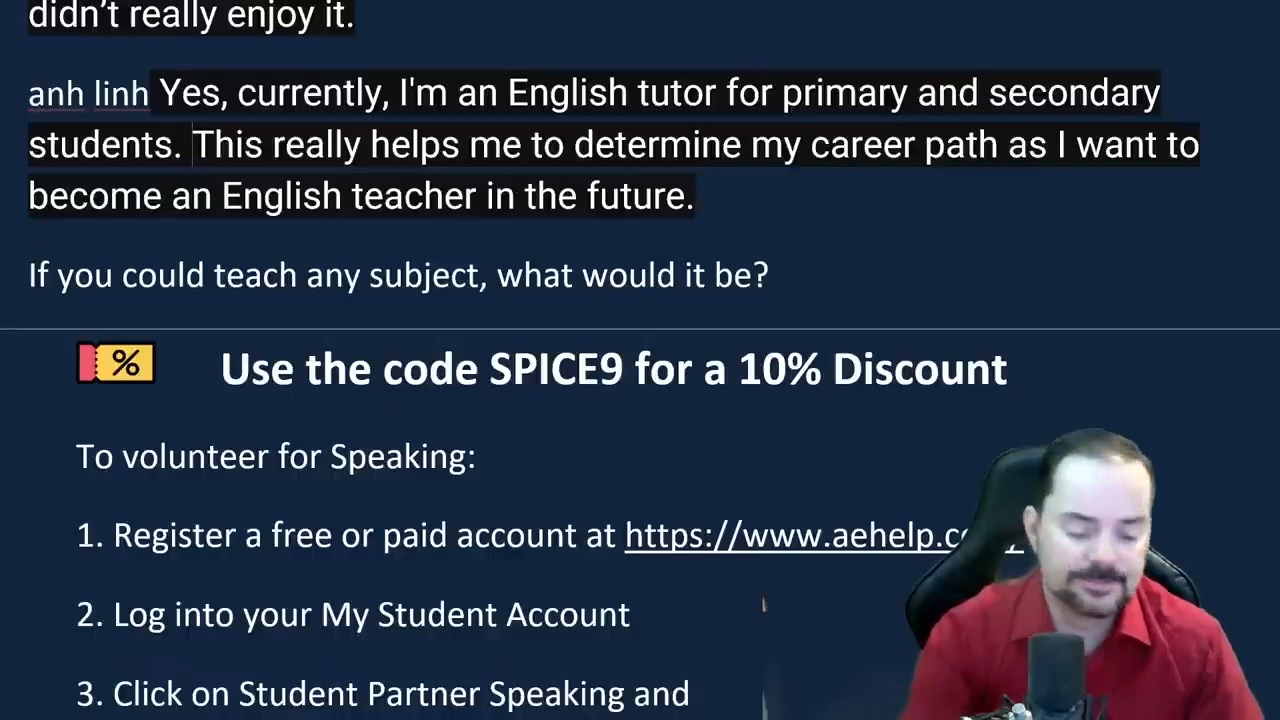 didn't really enjoy it.
anh linh Yes, currently, I'm an English tutor for primary and secondary
students. This really helps me to determine my career path as I want to
become an English teacher in the future.
If you could teach any subject, what would it be?
% Use the code SPICE9 for a 10% Discount
To volunteer for Speaking:
1. Register a free or paid account at https://www.aehelp.c
2. Log into your My Student Account
3. Click on Student Partner Speaking and